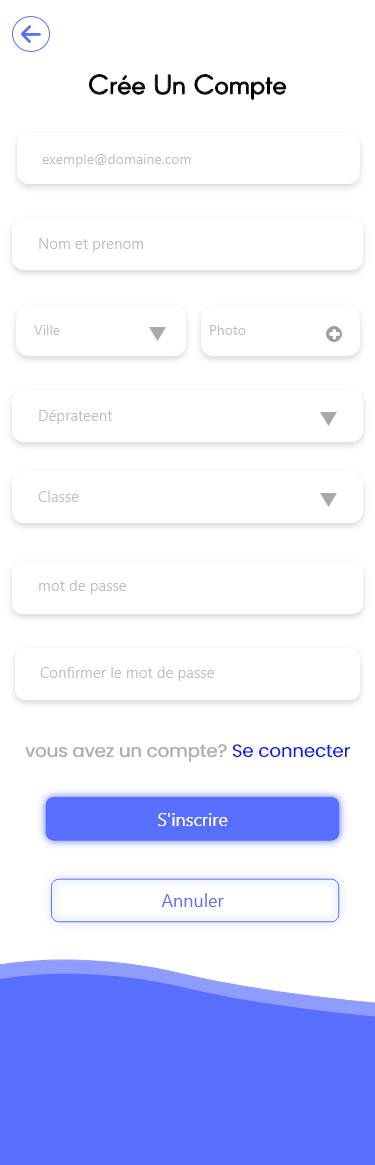 Crée Un Compte
exemple@domaine.com
Nom et prenom
Ville
Photo
Déprateent
Classe
mot de passe
Confirmer le mot de passe
vous avez un compte? Se connecter
S'inscrire
Annuler